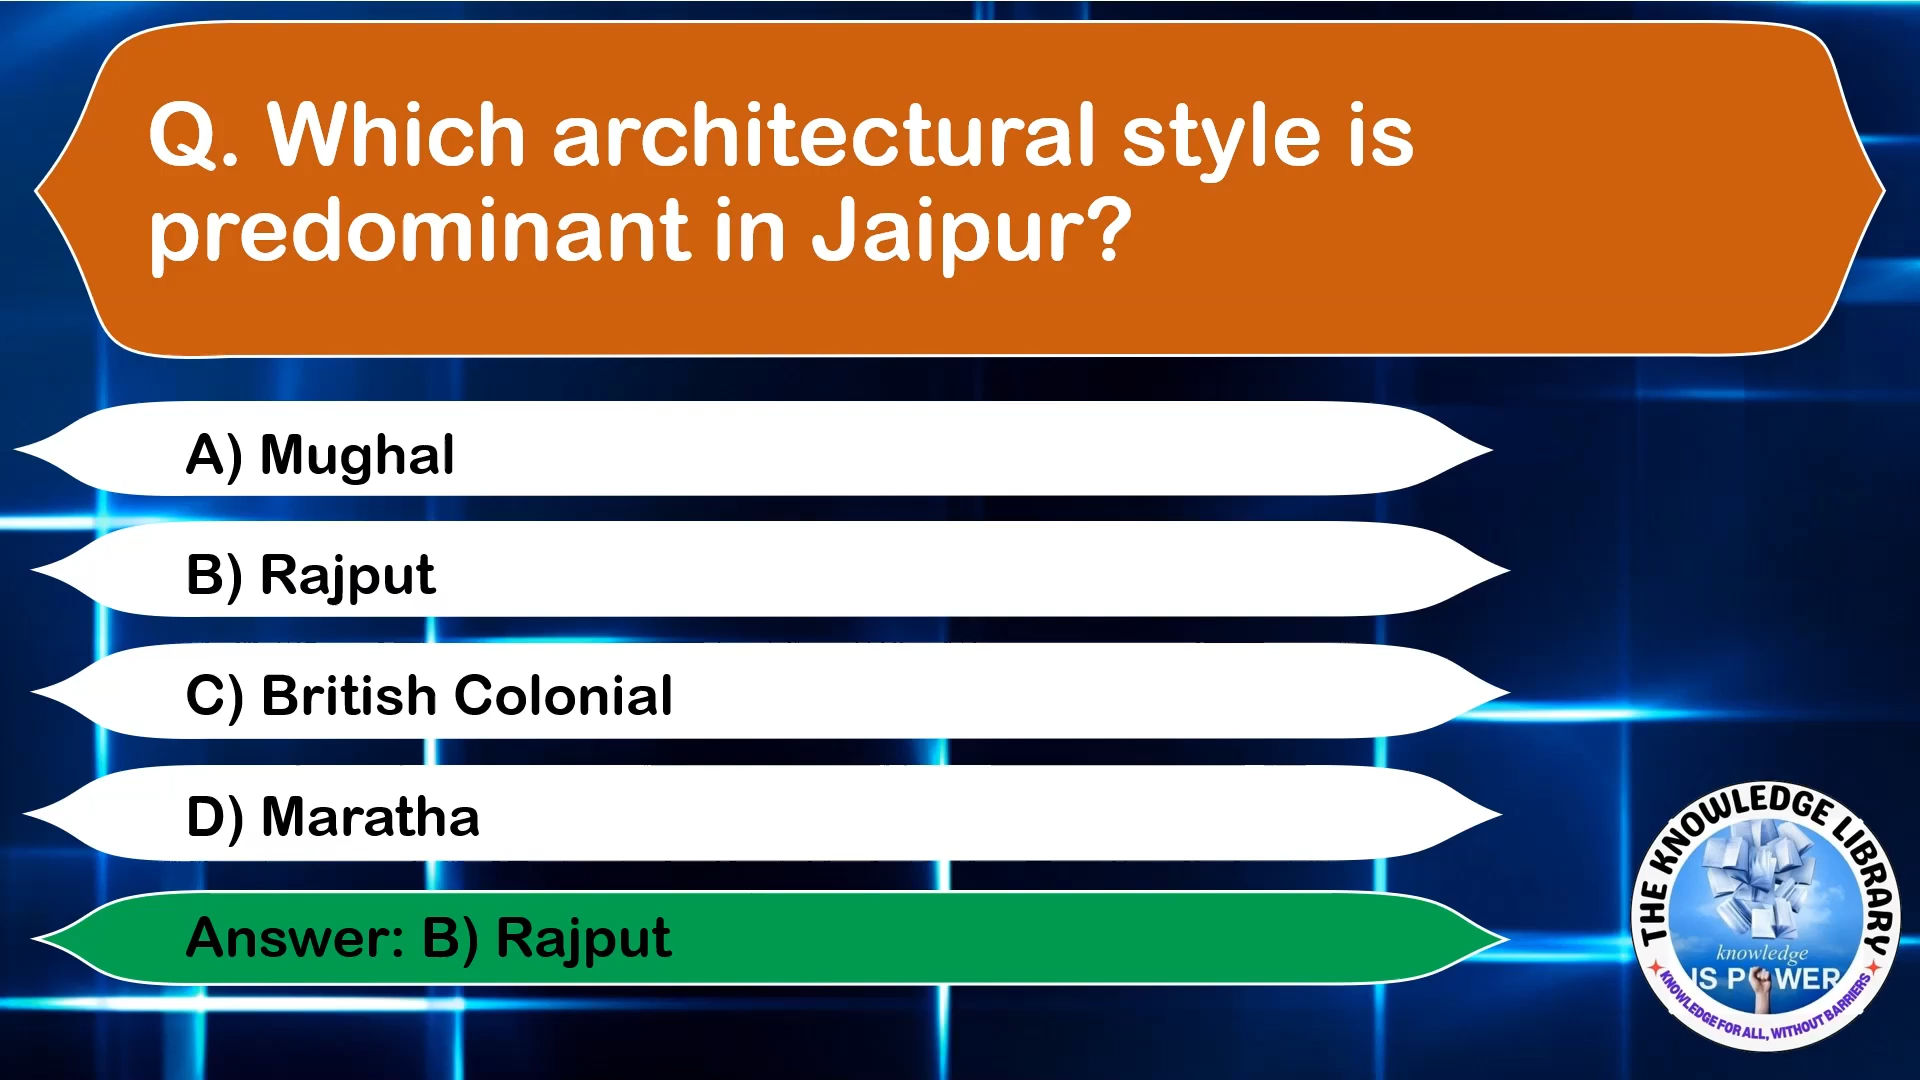 Q. Which architectural style is
predominant in Jaipur?
A) Mughal
B) Rajput
C) British Colonial
D) Maratha
Answer: B) Rajput
THE KNOWLEDGE LIBRARY
knowledge
IS POWER
KNOWLEDGE FOR ALL, WITHOUT BARRIERS